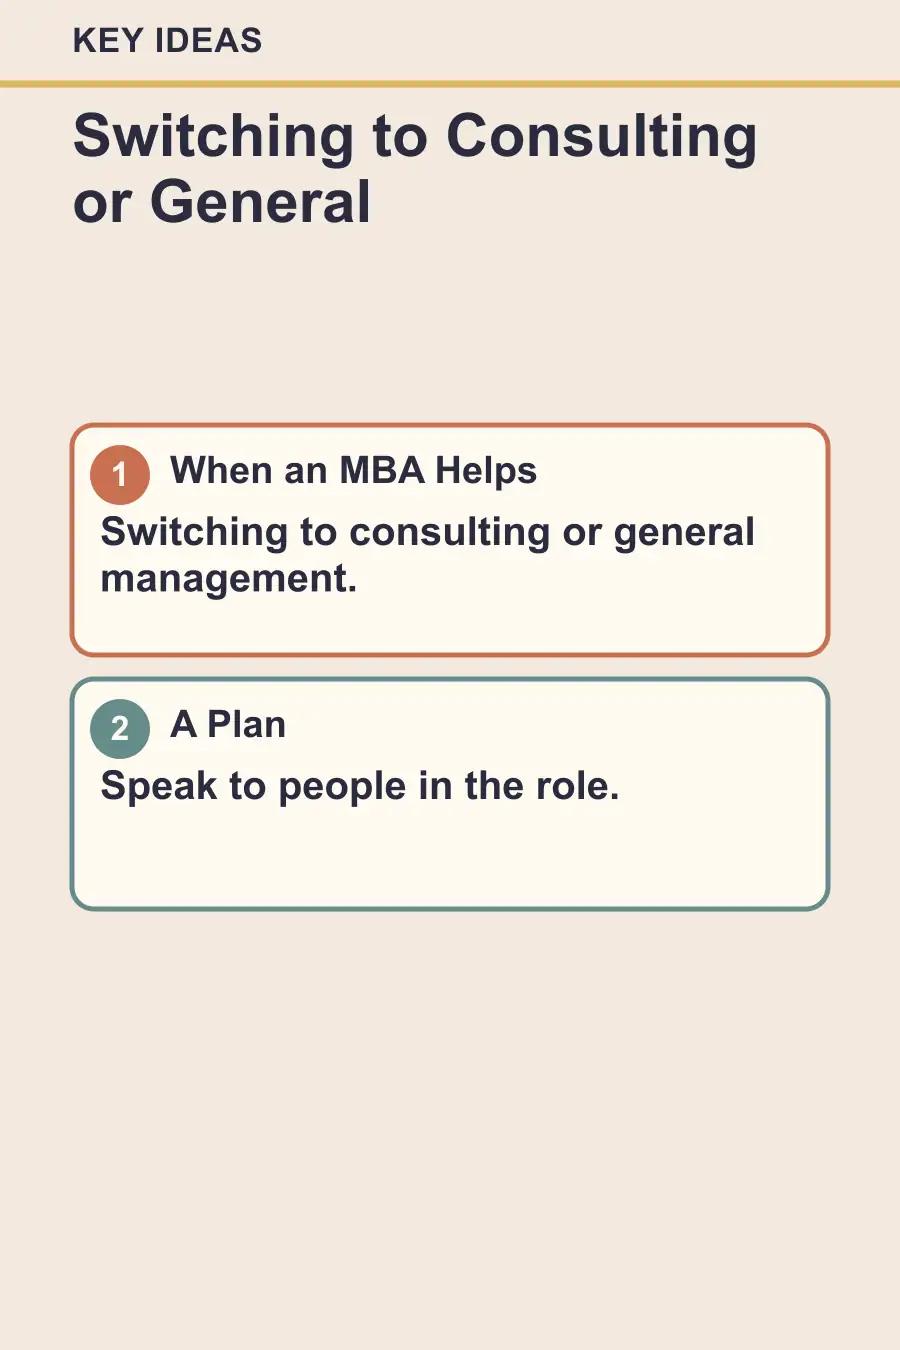 KEY IDEAS
Switching to Consulting
or General
1 When an MBA Helps
Switching to consulting or general
management.
2 A Plan
Speak to people in the role.